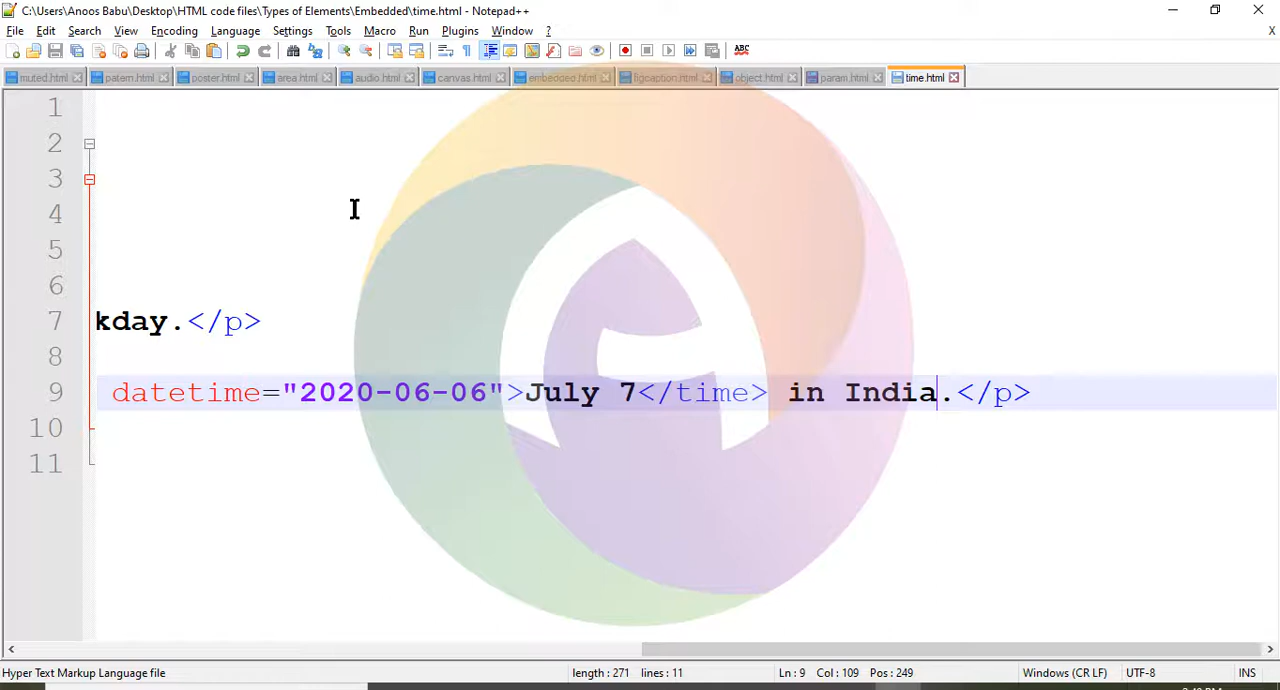 C:\Users\Anoos Babu\Desktop\HTML code files\Types of Elements\Embedded\time.html - Notepad++
File Edit Search View Encoding Language Settings Tools Macro Run Plugins Window ? X
muted.html patern.html poster.html area.html audio.html canvas.html embedded.html figcaption.html object.html param.html time.html
1
2
3
4
5
6
7 kday.</p>
8
9 datetime="2020-06-06">July 7</time> in India.</p>
10
11
Hyper Text Markup Language file length : 271 lines : 11 Ln : 9 Col : 109 Pos : 249 Windows (CR LF) UTF-8 INS